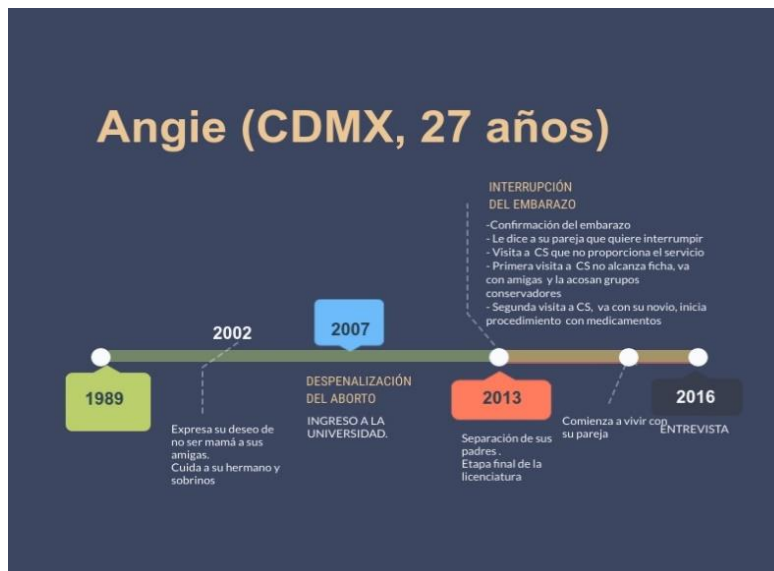 Angie (CDMX, 27 años)
INTERRUPCIÓN
DEL EMBARAZO
-Confirmación del embarazo
- Le dice a su pareja que quiere interrumpir
- Visita a CS que no proporciona el servicio
- Primera visita a CS no alcanza ficha, va
con amigas y la acosan grupos
conservadores
- Segunda visita a CS, va con su novio, inicia
procedimiento con medicamentos
2002
2007
1989
DESPENALIZACIÓN
DEL ABORTO
INGRESO A LA
UNIVERSIDAD.
2013
2016
Expresa su deseo de
no ser mamá a sus
amigas.
Cuida a su hermano y
sobrinos
Separación de sus
padres .
Etapa final de la
licenciatura
Comienza a vivir con
su pareja
ENTREVISTA